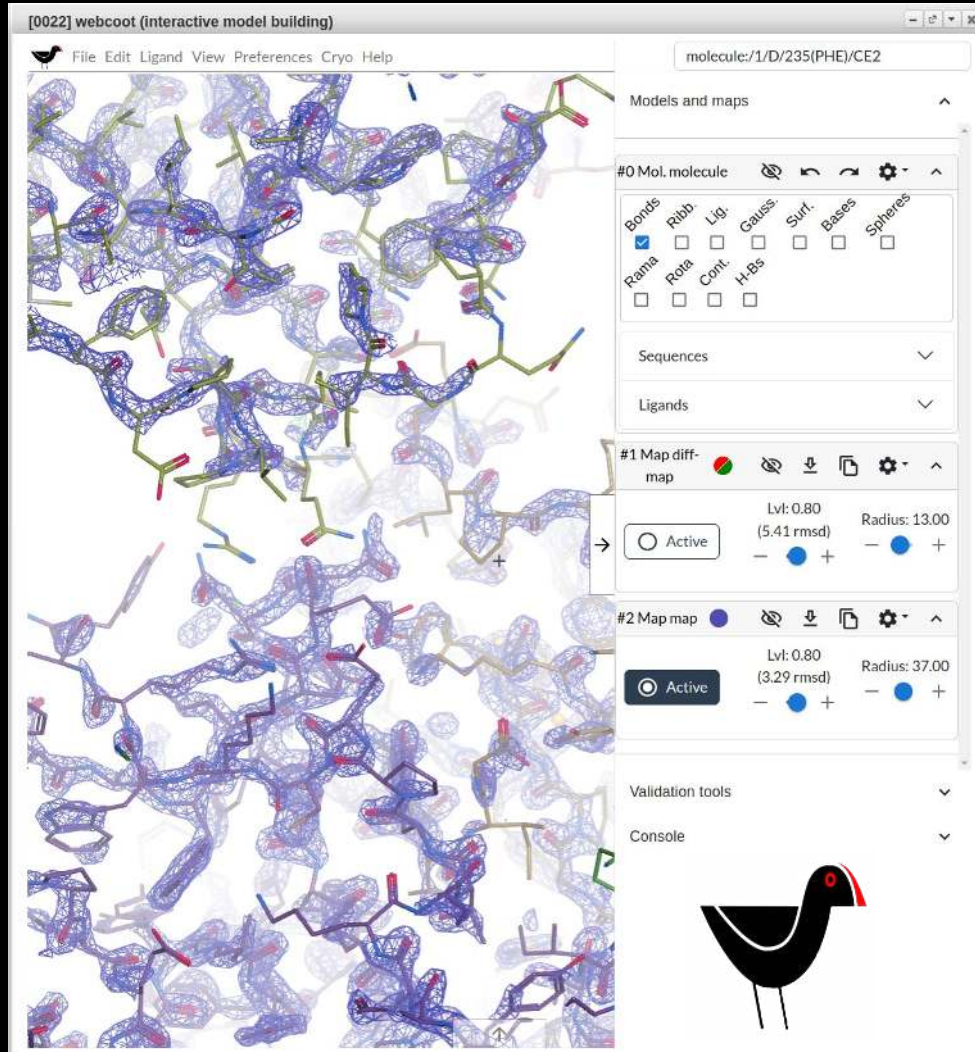 [0022] webcoot (interactive model building)
File Edit Ligand View Preferences Cryo Help
molecule:/1/D/235(PHE)/CE2
Models and maps
#0 Mol. molecule
Bonds Ribb. Lig. Gauss. Surf. Bases Spheres
Rama Rota Cont. H-Bs
Sequences
Ligands
#1 Map diff-
map
Lvl: 0.80
(5.41 rmsd)
Radius: 13.00
Active
#2 Map map
Lvl: 0.80
(3.29 rmsd)
Radius: 37.00
Active
Validation tools
Console